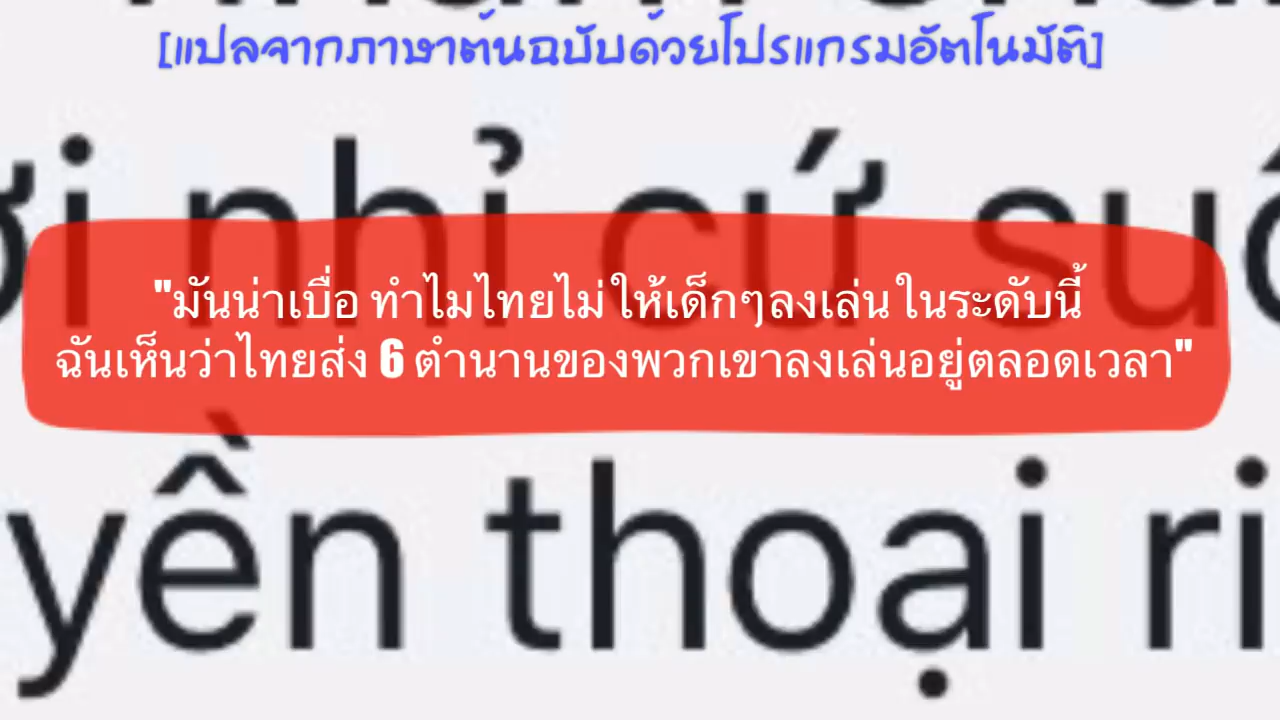 [แปลจากภาษาต้นฉบับด้วยโปรแกรมอัตโนมัติ]
nhỉ cứ
"มันน่าเบื่อ ทำไมไทยไม่ให้เด็กๆลงเล่นในระดับนี้
ฉันเห็นว่าไทยส่ง 6 ตำนานของพวกเขาลงเล่นอยู่ตลอดเวลา"
thoại